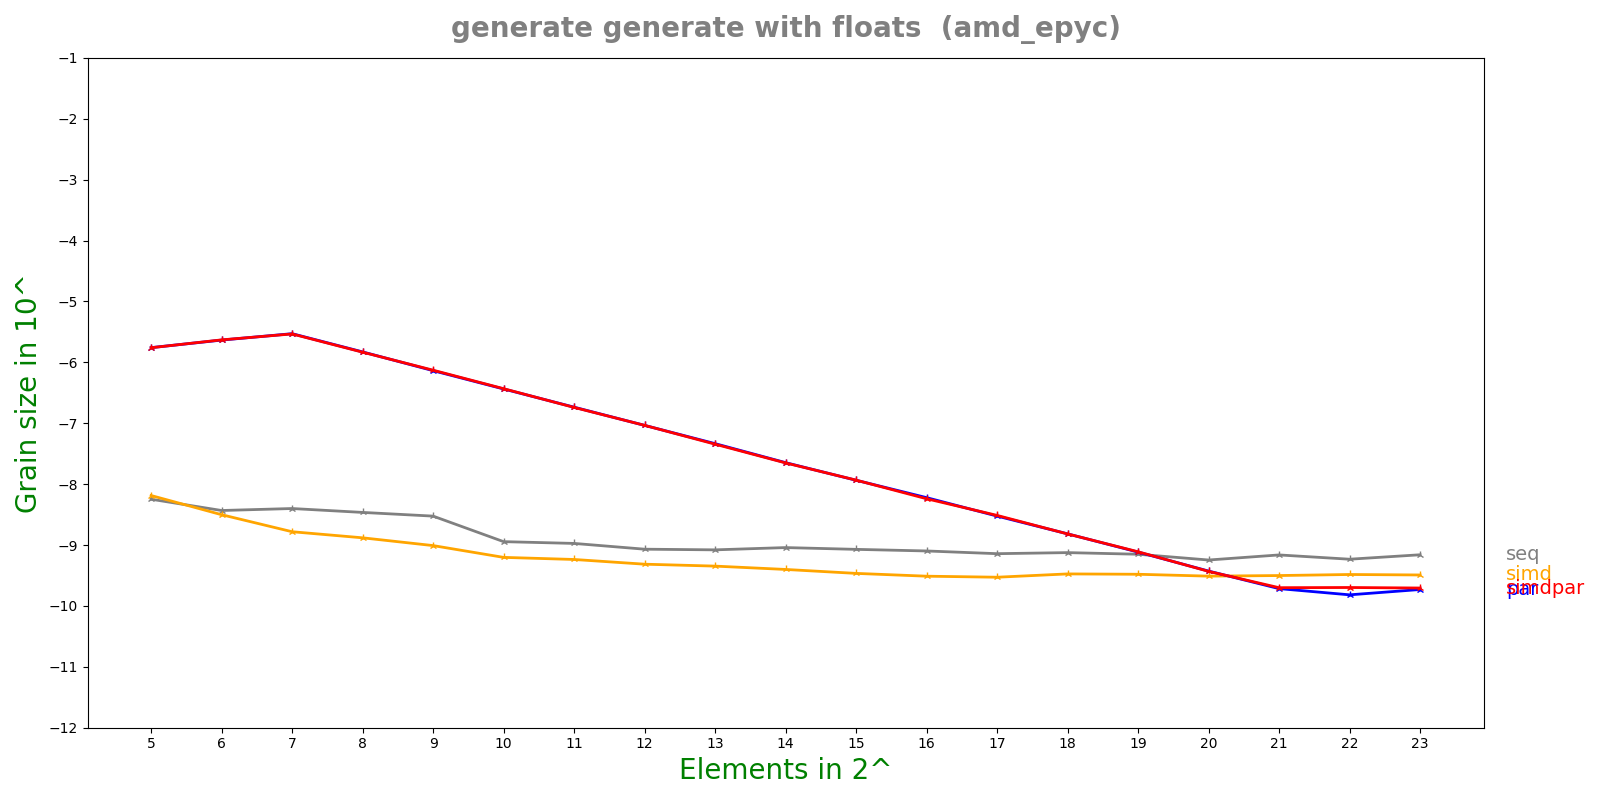 generate generate with floats  (amd_epyc)
Grain size in 10^
−1
−2
−3
−4
−5
−6
−7
−8
−9
−10
−11
−12
5 6 7 8 9 10 11 12 13 14 15 16 17 18 19 20 21 22 23
Elements in 2^
seq
simd
par
simdpar